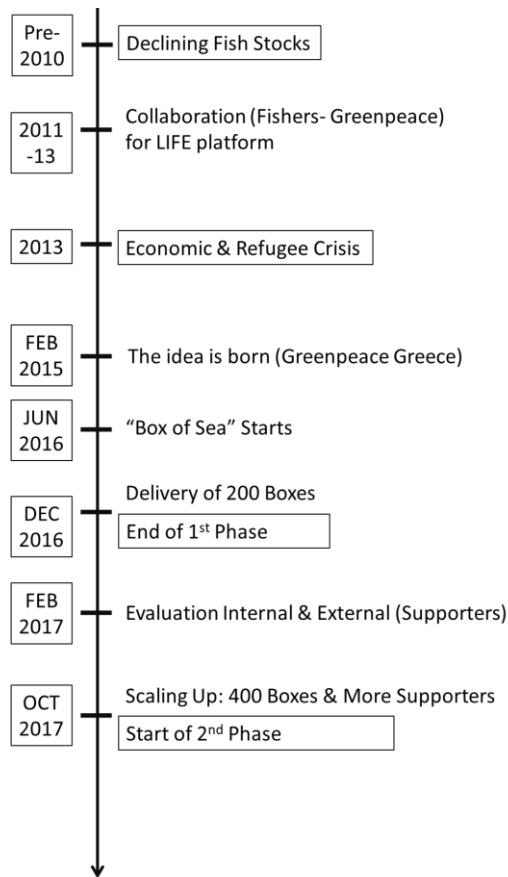 Pre-
2010
Declining Fish Stocks
2011
-13
Collaboration (Fishers- Greenpeace)
for LIFE platform
2013
Economic & Refugee Crisis
FEB
2015
The idea is born (Greenpeace Greece)
JUN
2016
“Box of Sea” Starts
DEC
2016
Delivery of 200 Boxes
End of 1st Phase
FEB
2017
Evaluation Internal & External (Supporters)
OCT
2017
Scaling Up: 400 Boxes & More Supporters
Start of 2nd Phase